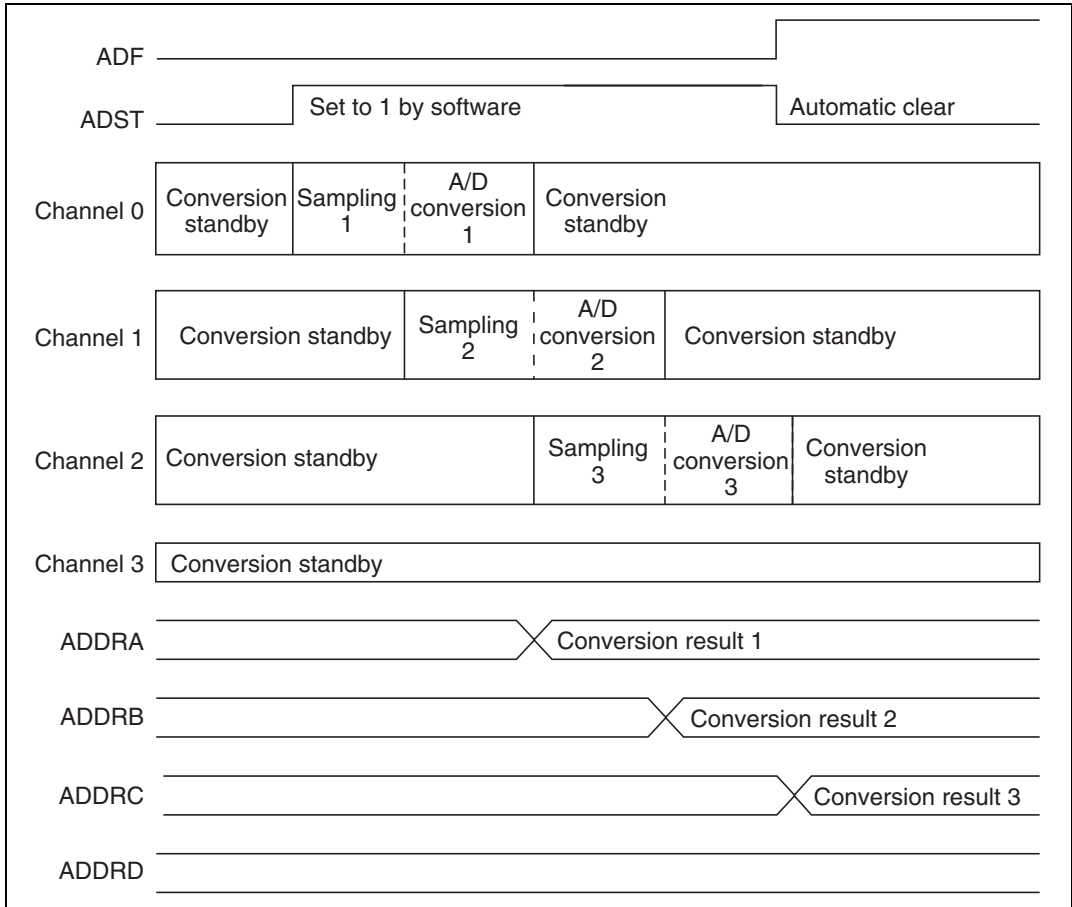 ADF
ADST
Set to 1 by software
Automatic clear
Channel 0
Conversion
standby
Sampling
1
A/D
conversion
1
Conversion
standby
Channel 1
Conversion standby
Sampling
2
A/D
conversion
2
Conversion standby
Channel 2
Conversion standby
Sampling
3
A/D
conversion
3
Conversion
standby
Channel 3
Conversion standby
ADDRA
Conversion result 1
ADDRB
Conversion result 2
ADDRC
Conversion result 3
ADDRD